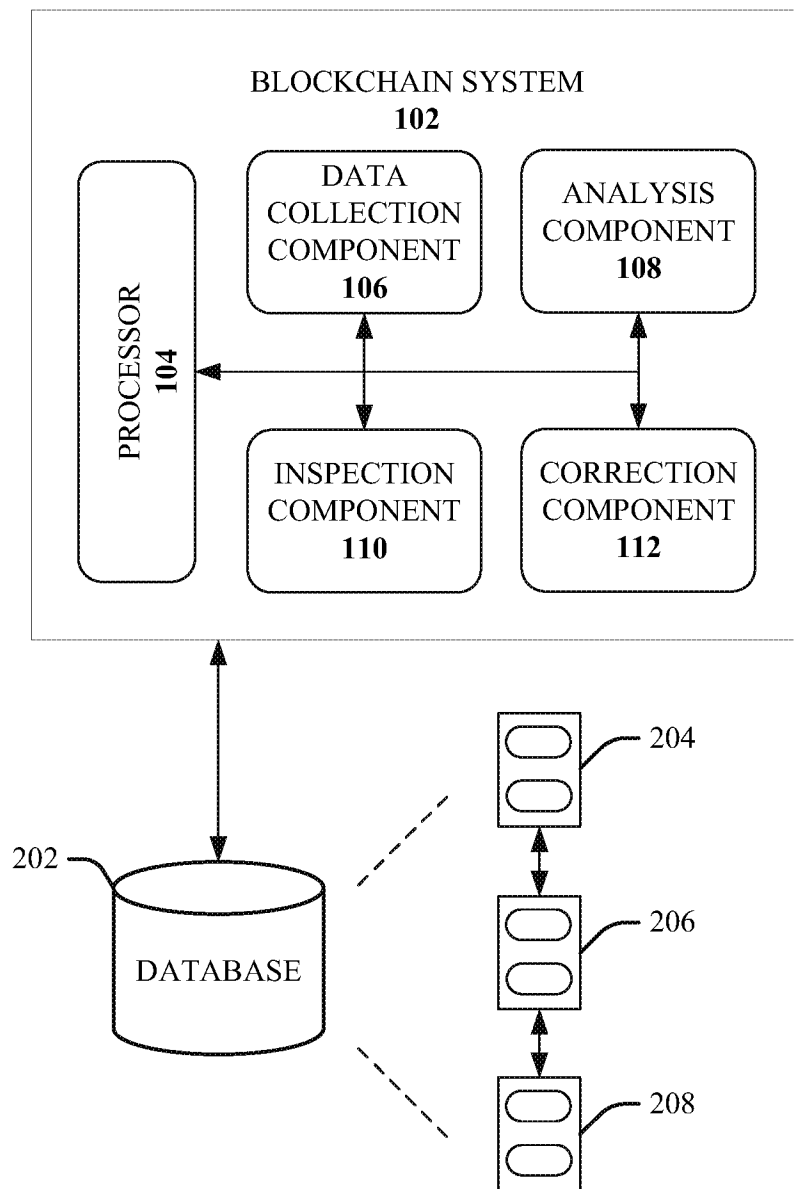 BLOCKCHAIN SYSTEM
102
PROCESSOR
104
DATA
COLLECTION
COMPONENT
106
ANALYSIS
COMPONENT
108
INSPECTION
COMPONENT
110
CORRECTION
COMPONENT
112
204
202
206
DATABASE
208